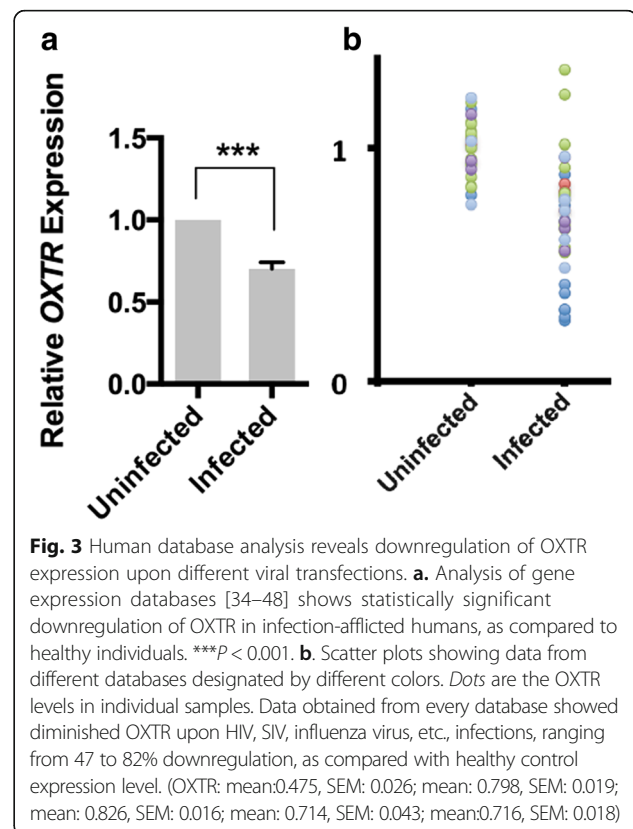 a
b
Relative OXTR Expression
1.5
1.0
0.5
0.0
***
Uninfected
Infected
1
0
Uninfected
Infected
Fig. 3 Human database analysis reveals downregulation of OXTR
expression upon different viral transfections. a. Analysis of gene
expression databases [34–48] shows statistically significant
downregulation of OXTR in infection-afflicted humans, as compared to
healthy individuals. ***P < 0.001. b. Scatter plots showing data from
different databases designated by different colors. Dots are the OXTR
levels in individual samples. Data obtained from every database showed
diminished OXTR upon HIV, SIV, influenza virus, etc., infections, ranging
from 47 to 82% downregulation, as compared with healthy control
expression level. (OXTR: mean:0.475, SEM: 0.026; mean: 0.798, SEM: 0.019;
mean: 0.826, SEM: 0.016; mean: 0.714, SEM: 0.043; mean:0.716, SEM: 0.018)